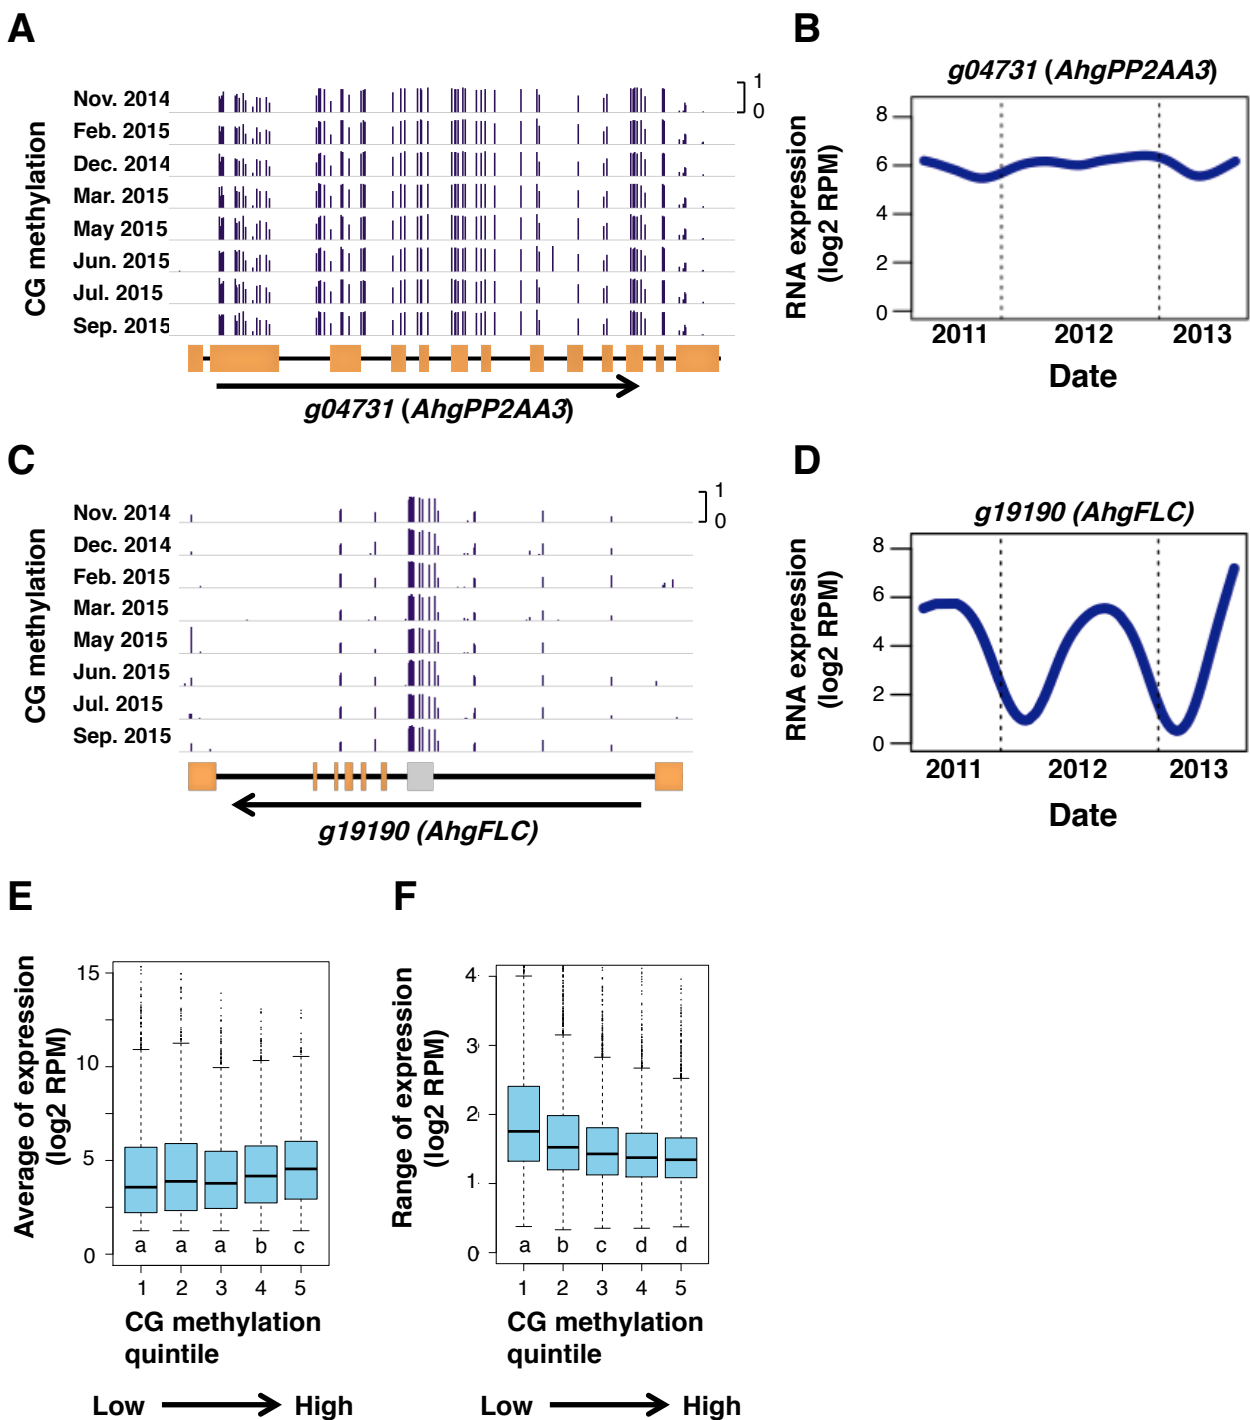 A
CG methylation
Nov. 2014
Feb. 2015
Dec. 2014
Mar. 2015
May 2015
Jun. 2015
Jul. 2015
Sep. 2015
1
0
g04731 (AhgPP2AA3)
B
g04731 (AhgPP2AA3)
RNA expression
(log2 RPM)
8
6
4
2
0
2011 2012 2013
Date
C
CG methylation
Nov. 2014
Dec. 2014
Feb. 2015
Mar. 2015
May 2015
Jun. 2015
Jul. 2015
Sep. 2015
1
0
g19190 (AhgFLC)
D
g19190 (AhgFLC)
RNA expression
(log2 RPM)
8
6
4
2
0
2011 2012 2013
Date
E
Average of expression
(log2 RPM)
15
10
5
0
a a a b c
1 2 3 4 5
CG methylation
quintile
Low High
F
Range of expression
(log2 RPM)
4
3
2
1
0
a b c d d
1 2 3 4 5
CG methylation
quintile
Low High